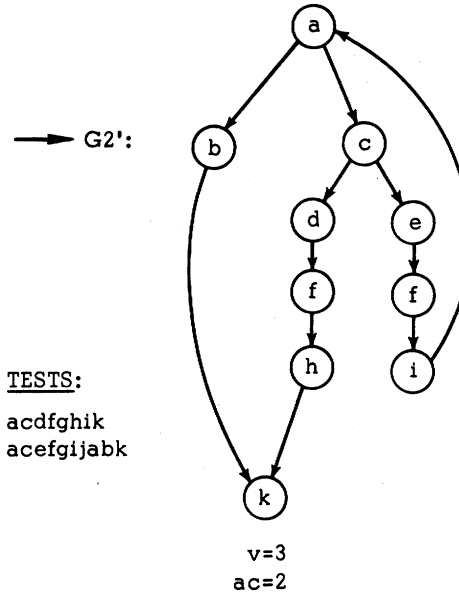 a
G2':
b
c
d
e
f
f
h
i
TESTS:
acdfghik
acefgijabk
k
v=3
ac=2